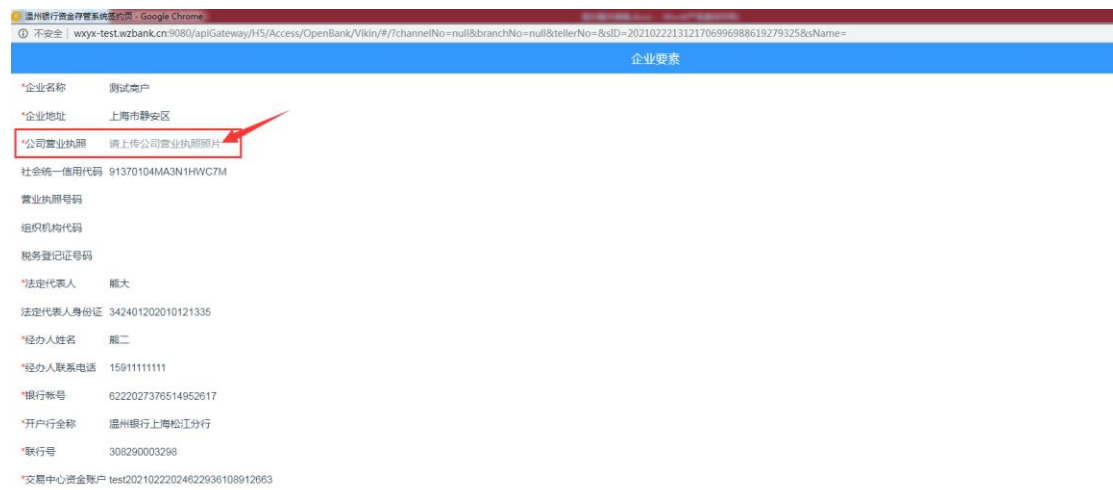 温州银行资金存管系统签约页 - Google Chrome
不安全 | wxyx-test.wzbank.cn:9080/apiGateway/H5/Access/OpenBank/Vikin/#/?channelNo=null&branchNo=null&tellerNo=&sID=20210222131217069969886192793​25&sName=
企业要素
*企业名称 测试商户
*企业地址 上海市静安区
*公司营业执照 请上传公司营业执照照片
社会统一信用代码 91370104MA3N1HWC7M
营业执照号码
组织机构代码
税务登记证号码
*法定代表人 熊大
法定代表人身份证 342401202010121335
*经办人姓名 熊二
*经办人联系电话 15911111111
*银行帐号 6222027376514952617
*开户行全称 温州银行上海松江分行
*联行号 308290003298
*交易中心资金账户 test20210222024622936108912663